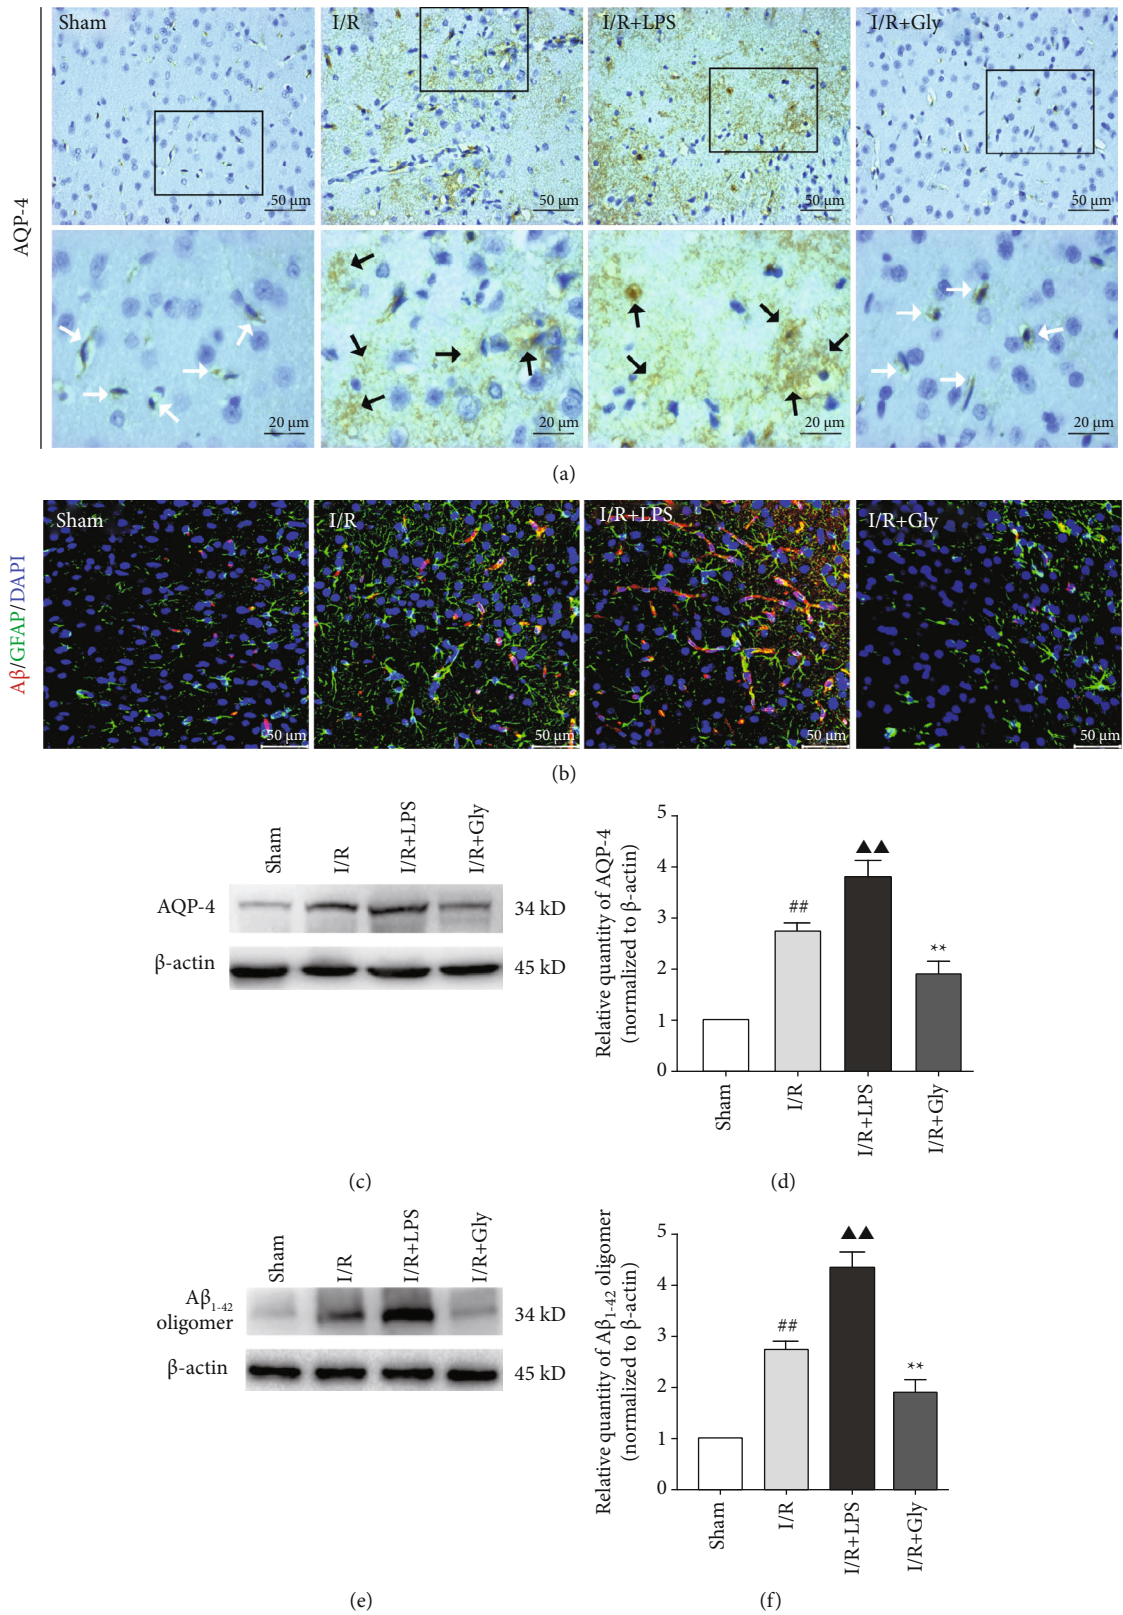 Sham
I/R
I/R+LPS
I/R+Gly
AQP-4
50 μm
50 μm
50 μm
50 μm
20 μm
20 μm
20 μm
20 μm
(a)
Sham
I/R
I/R+LPS
I/R+Gly
Aβ/GFAP/DAPI
50 μm
50 μm
50 μm
50 μm
(b)
Sham
I/R
I/R+LPS
I/R+Gly
AQP-4
34 kD
β-actin
45 kD
(c)
Relative quantity of AQP-4
(normalized to β-actin)
5
4
3
2
1
0
##
▲▲
**
Sham
I/R
I/R+LPS
I/R+Gly
(d)
Sham
I/R
I/R+LPS
I/R+Gly
Aβ1-42
oligomer
34 kD
β-actin
45 kD
(e)
Relative quantity of Aβ1-42 oligomer
(normalized to β-actin)
5
4
3
2
1
0
##
▲▲
**
Sham
I/R
I/R+LPS
I/R+Gly
(f)